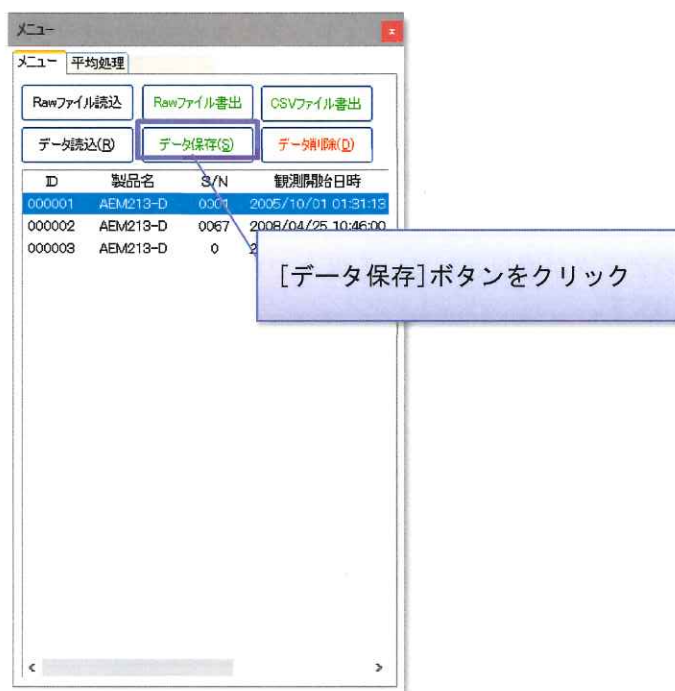 メニュー
メニュー 平均処理
Rawファイル読込 Rawファイル書出 CSVファイル書出
データ読込(R) データ保存(S) データ削除(D)
ID 製品名 S/N 観測開始日時
000001 AEM213-D 0001 2005/10/01 01:31:13
000002 AEM213-D 0067 2008/04/25 10:46:00
000003 AEM213-D 0 2
[データ保存]ボタンをクリック